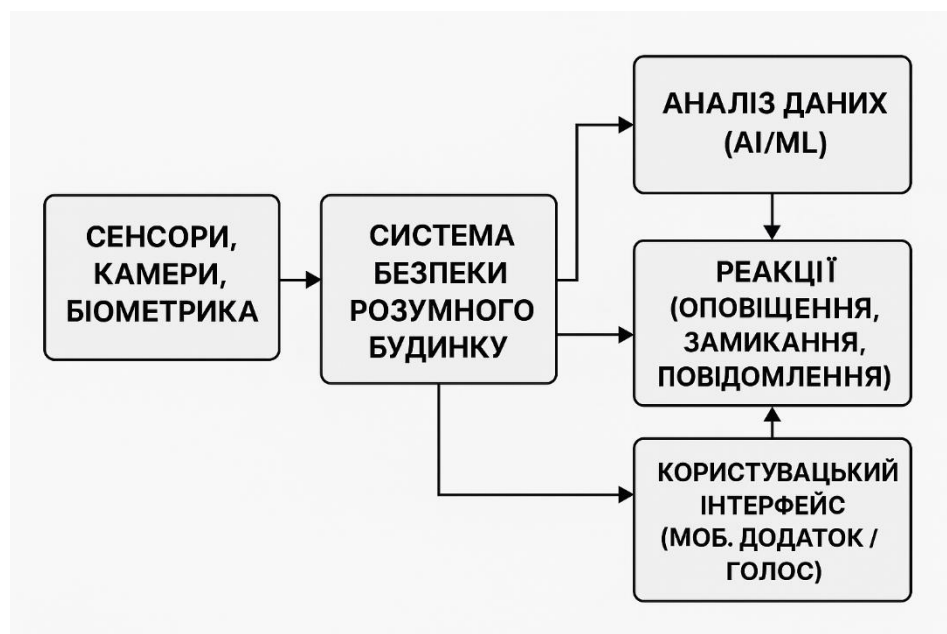 СЕНСОРИ,
КАМЕРИ,
БІОМЕТРИКА
СИСТЕМА
БЕЗПЕКИ
РОЗУМНОГО
БУДИНКУ
АНАЛІЗ ДАНИХ
(AI/ML)
РЕАКЦІЇ
(ОПОВІЩЕННЯ,
ЗАМИКАННЯ,
ПОВІДОМЛЕННЯ)
КОРИСТУВАЦЬКИЙ
ІНТЕРФЕЙС
(МОБ. ДОДАТОК /
ГОЛОС)